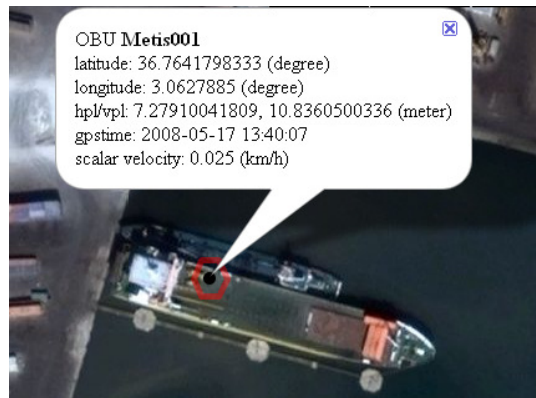 OBU Metis001
latitude: 36.7641798333 (degree)
longitude: 3.0627885 (degree)
hpl/vpl: 7.27910041809, 10.8360500336 (meter)
gpstime: 2008-05-17 13:40:07
scalar velocity: 0.025 (km/h)